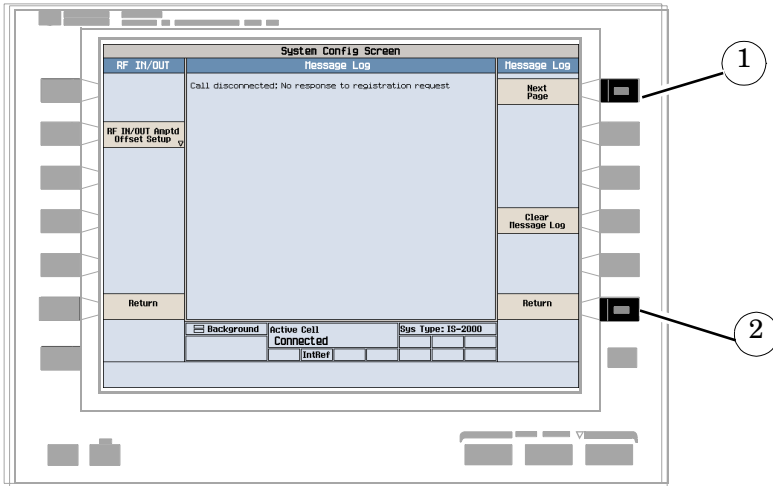 System Config Screen
RF IN/OUT
Message Log
Message Log
Call disconnected: No response to registration request
Next
Page
RF IN/OUT Amptd
Offset Setup
Clear
Message Log
Return
Return
Background
Active Cell
Sys Type: IS-2000
Connected
IntRef
1
2